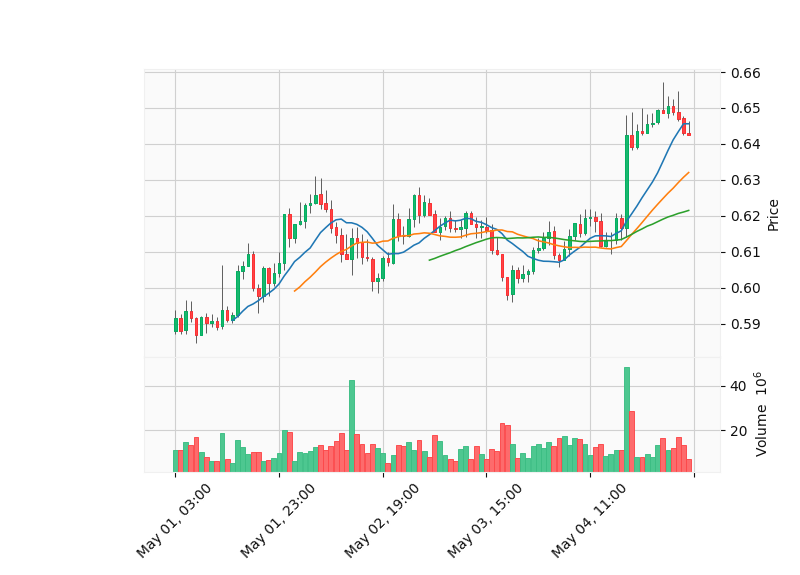 0.66
0.65
0.64
0.63
0.62
0.61
0.60
0.59
Price
40
20
Volume 10^6
May 01, 03:00
May 01, 23:00
May 02, 19:00
May 03, 15:00
May 04, 11:00